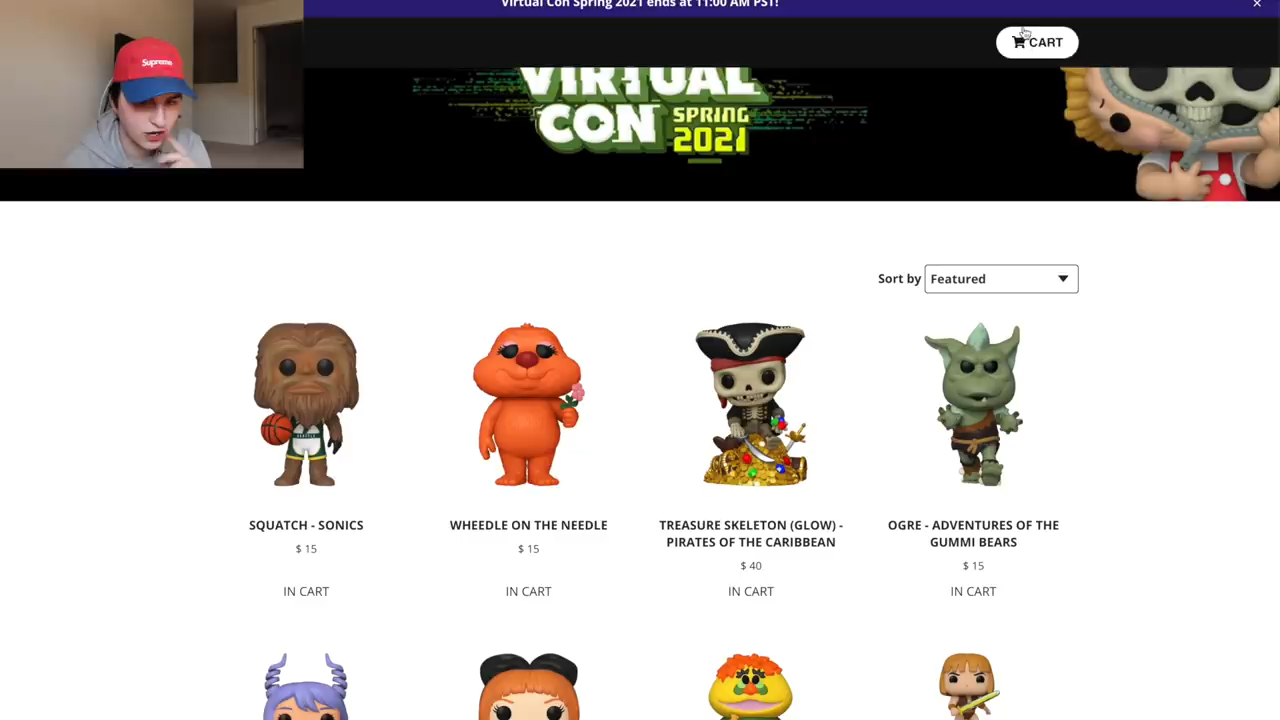 Virtual Con Spring 2021 ends at 11:00 AM PST!
CART
Supreme
VIRTUAL
CON SPRING
2021
Sort by Featured
SQUATCH - SONICS
$ 15
IN CART
WHEEDLE ON THE NEEDLE
$ 15
IN CART
TREASURE SKELETON (GLOW) -
PIRATES OF THE CARIBBEAN
$ 40
IN CART
OGRE - ADVENTURES OF THE
GUMMI BEARS
$ 15
IN CART